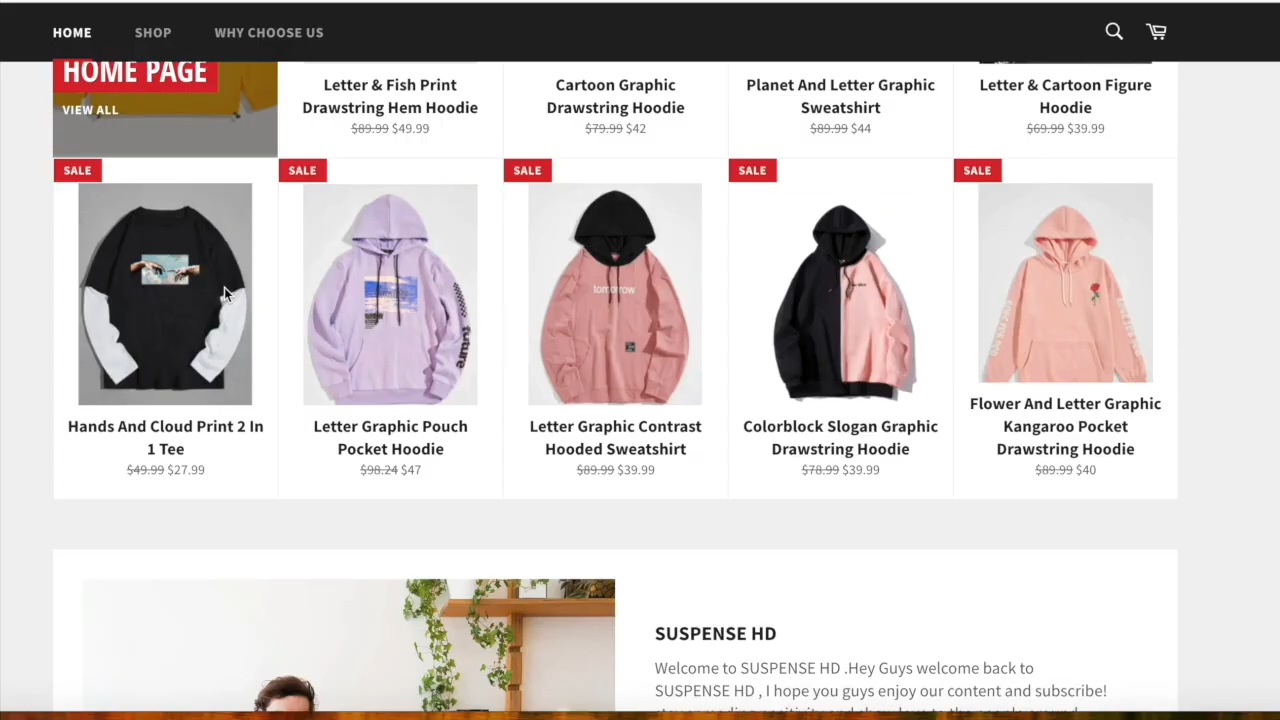 HOME SHOP WHY CHOOSE US
HOME PAGE
VIEW ALL
Letter & Fish Print
Drawstring Hem Hoodie
$89.99 $49.99
Cartoon Graphic
Drawstring Hoodie
$79.99 $42
Planet And Letter Graphic
Sweatshirt
$89.99 $44
Letter & Cartoon Figure
Hoodie
$69.99 $39.99
SALE
Hands And Cloud Print 2 In
1 Tee
$49.99 $27.99
SALE
future
Letter Graphic Pouch
Pocket Hoodie
$98.24 $47
SALE
tomorrow
Letter Graphic Contrast
Hooded Sweatshirt
$89.99 $39.99
SALE
Colorblock Slogan Graphic
Drawstring Hoodie
$78.99 $39.99
SALE
Flower And Letter Graphic
Kangaroo Pocket
Drawstring Hoodie
$89.99 $40
SUSPENSE HD
Welcome to SUSPENSE HD .Hey Guys welcome back to
SUSPENSE HD , I hope you guys enjoy our content and subscribe!